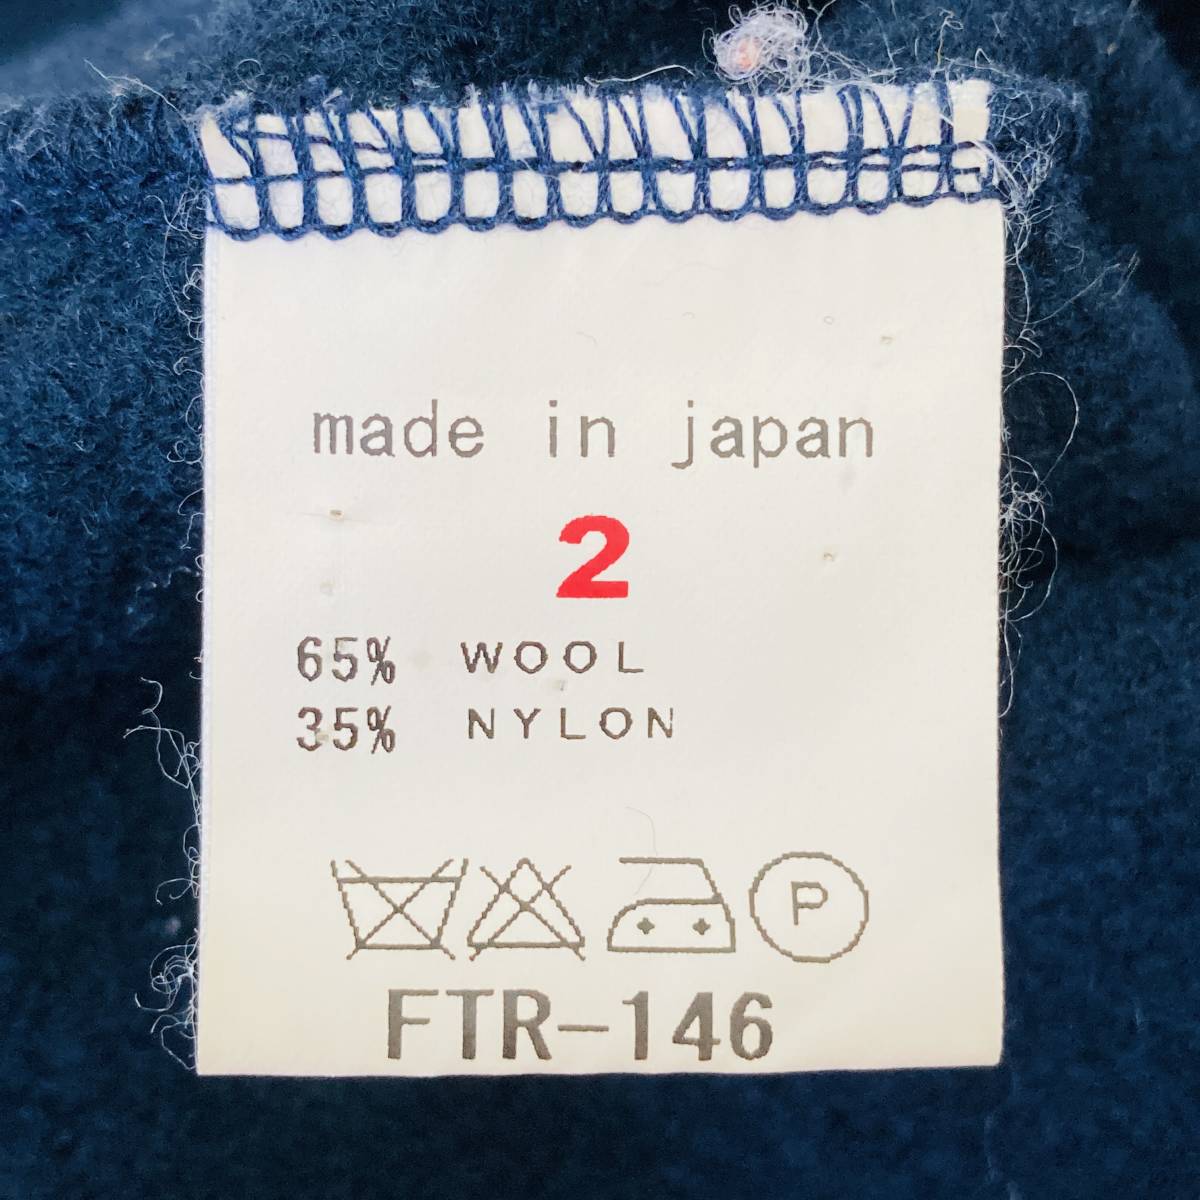 made in japan
2
65% WOOL
35% NYLON
P
FTR-146